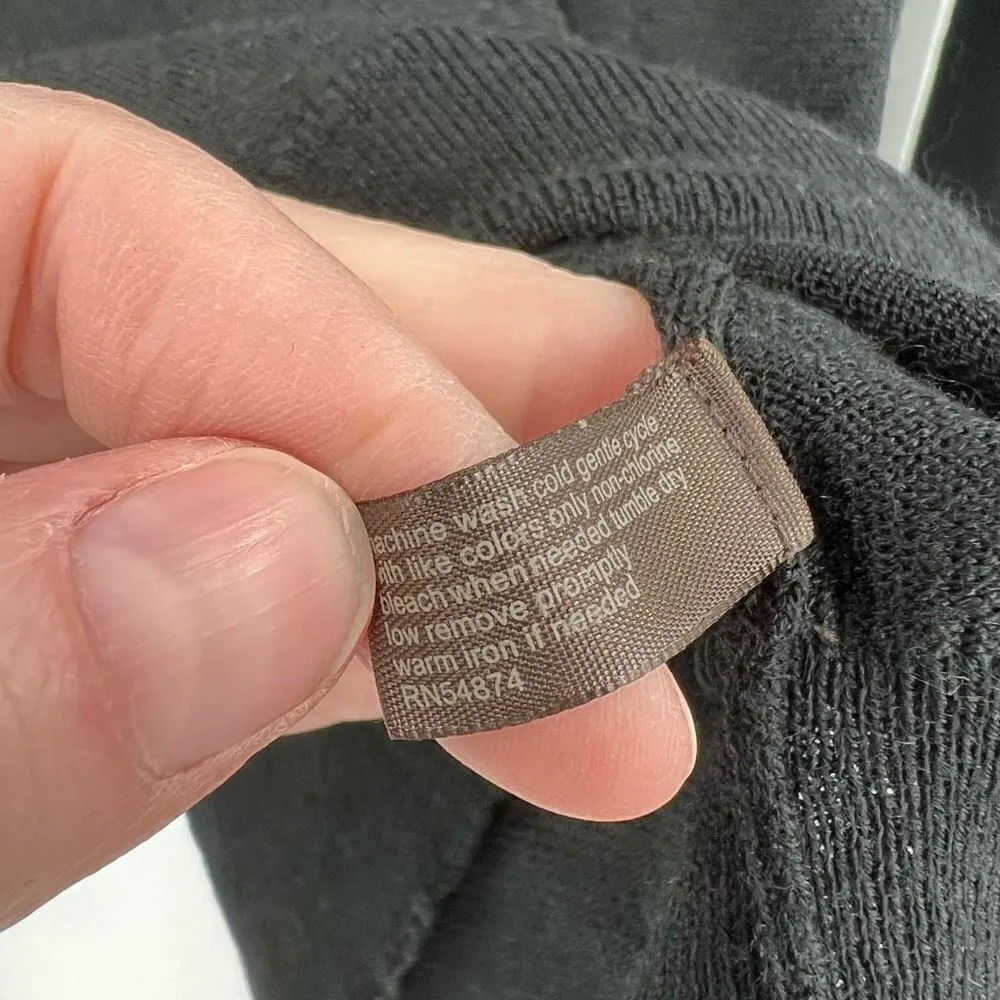 achine wash cold gentle cycle
ith like colors only non-chlorine
bleach when needed tumble dry
low remove promptly
warm iron if needed
RN54874